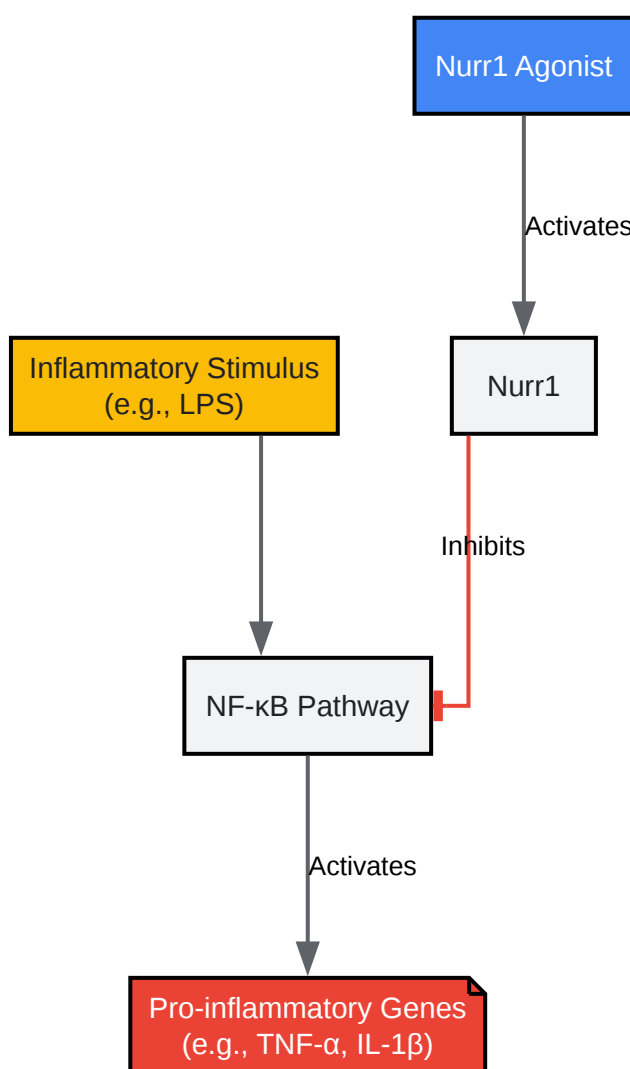 Nurr1 Agonist
Activates
Inflammatory Stimulus
(e.g., LPS)
Nurr1
Inhibits
NF-κB Pathway
Activates
Pro-inflammatory Genes
(e.g., TNF-α, IL-1β)